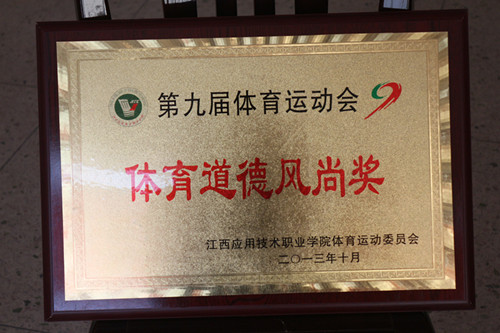 第九届体育运动会
体育道德风尚奖
江西应用技术职业学院体育运动委员会
二〇一三年十月